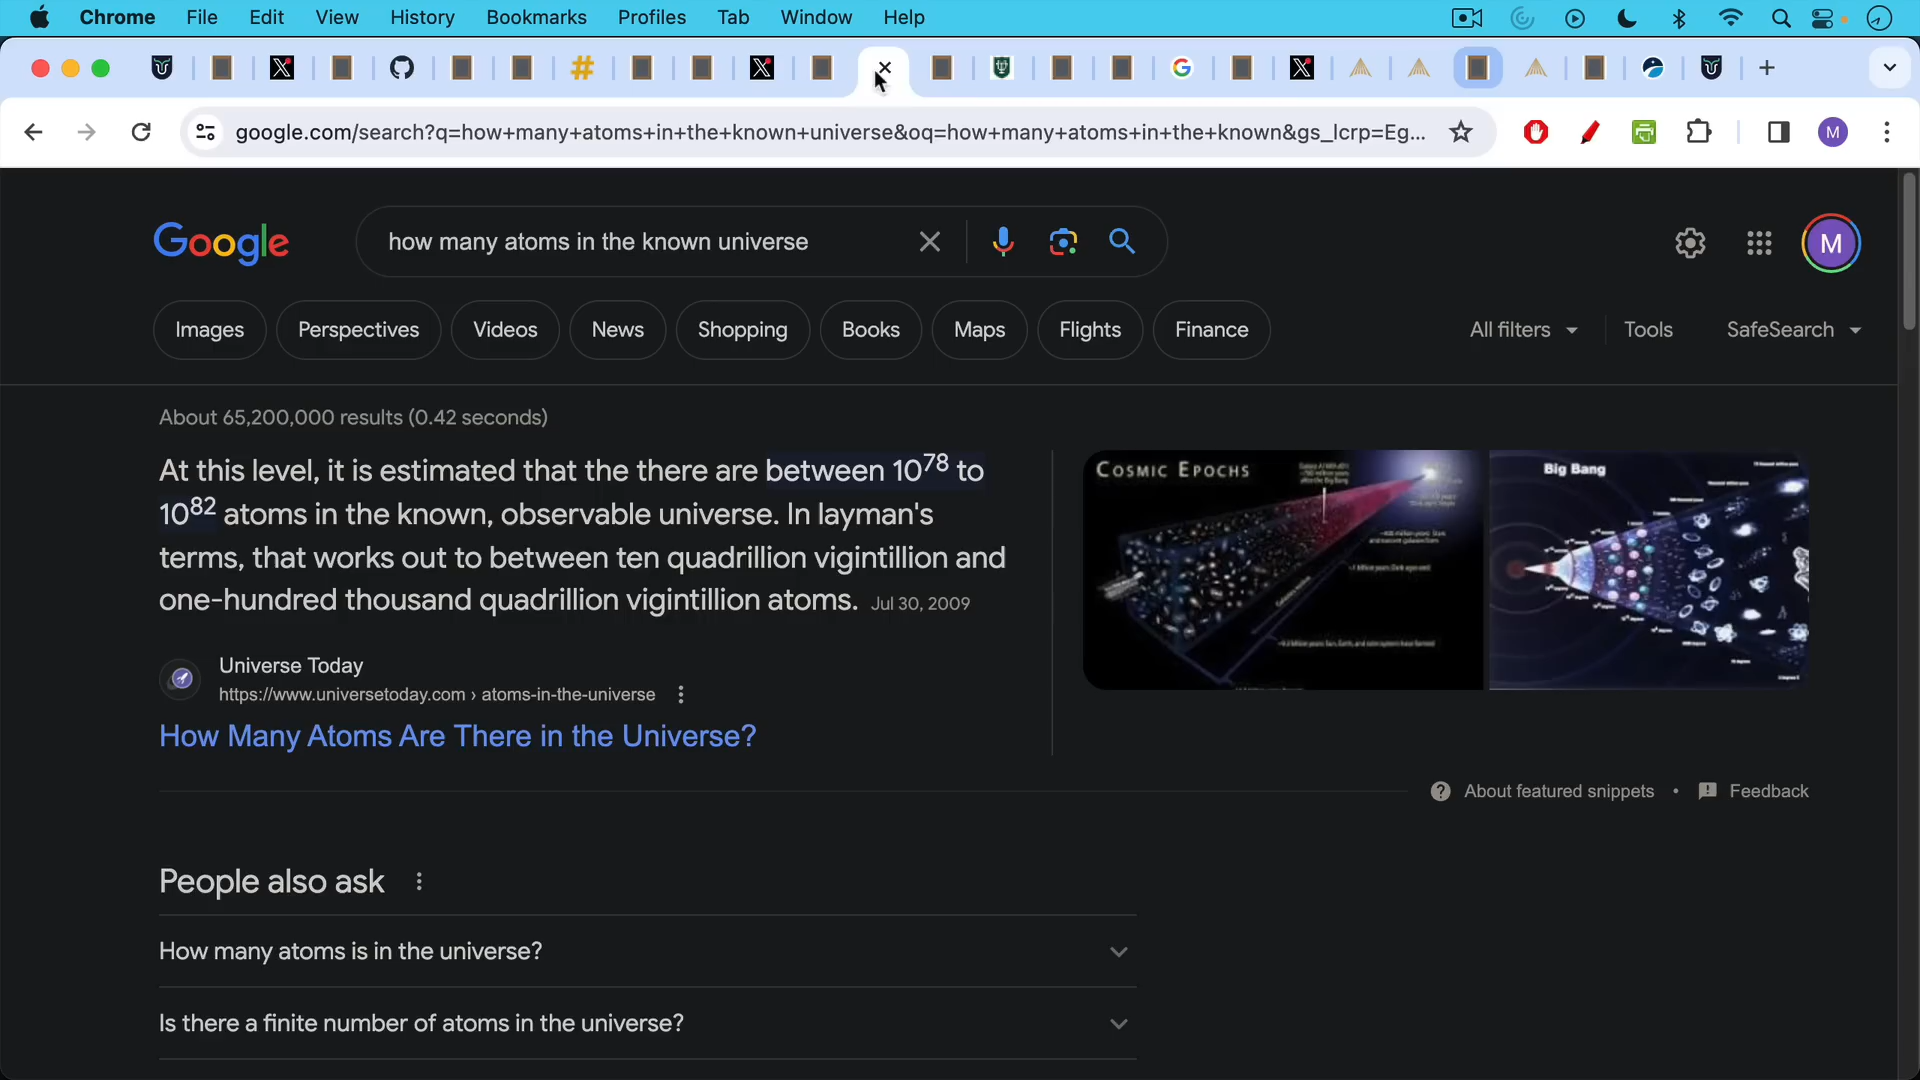 Chrome File Edit View History Bookmarks Profiles Tab Window Help
google.com/search?q=how+many+atoms+in+the+known+universe&oq=how+many+atoms+in+the+known&gs_lcrp=Eg...
M
Google
how many atoms in the known universe
M
Images Perspectives Videos News Shopping Books Maps Flights Finance All filters Tools SafeSearch
About 65,200,000 results (0.42 seconds)
At this level, it is estimated that the there are between 10⁷⁸ to
10⁸² atoms in the known, observable universe. In layman's
terms, that works out to between ten quadrillion vigintillion and
one-hundred thousand quadrillion vigintillion atoms. Jul 30, 2009
COSMIC EPOCHS
Big Bang
Universe Today
https://www.universetoday.com › atoms-in-the-universe
How Many Atoms Are There in the Universe?
About featured snippets • Feedback
People also ask
How many atoms is in the universe?
Is there a finite number of atoms in the universe?